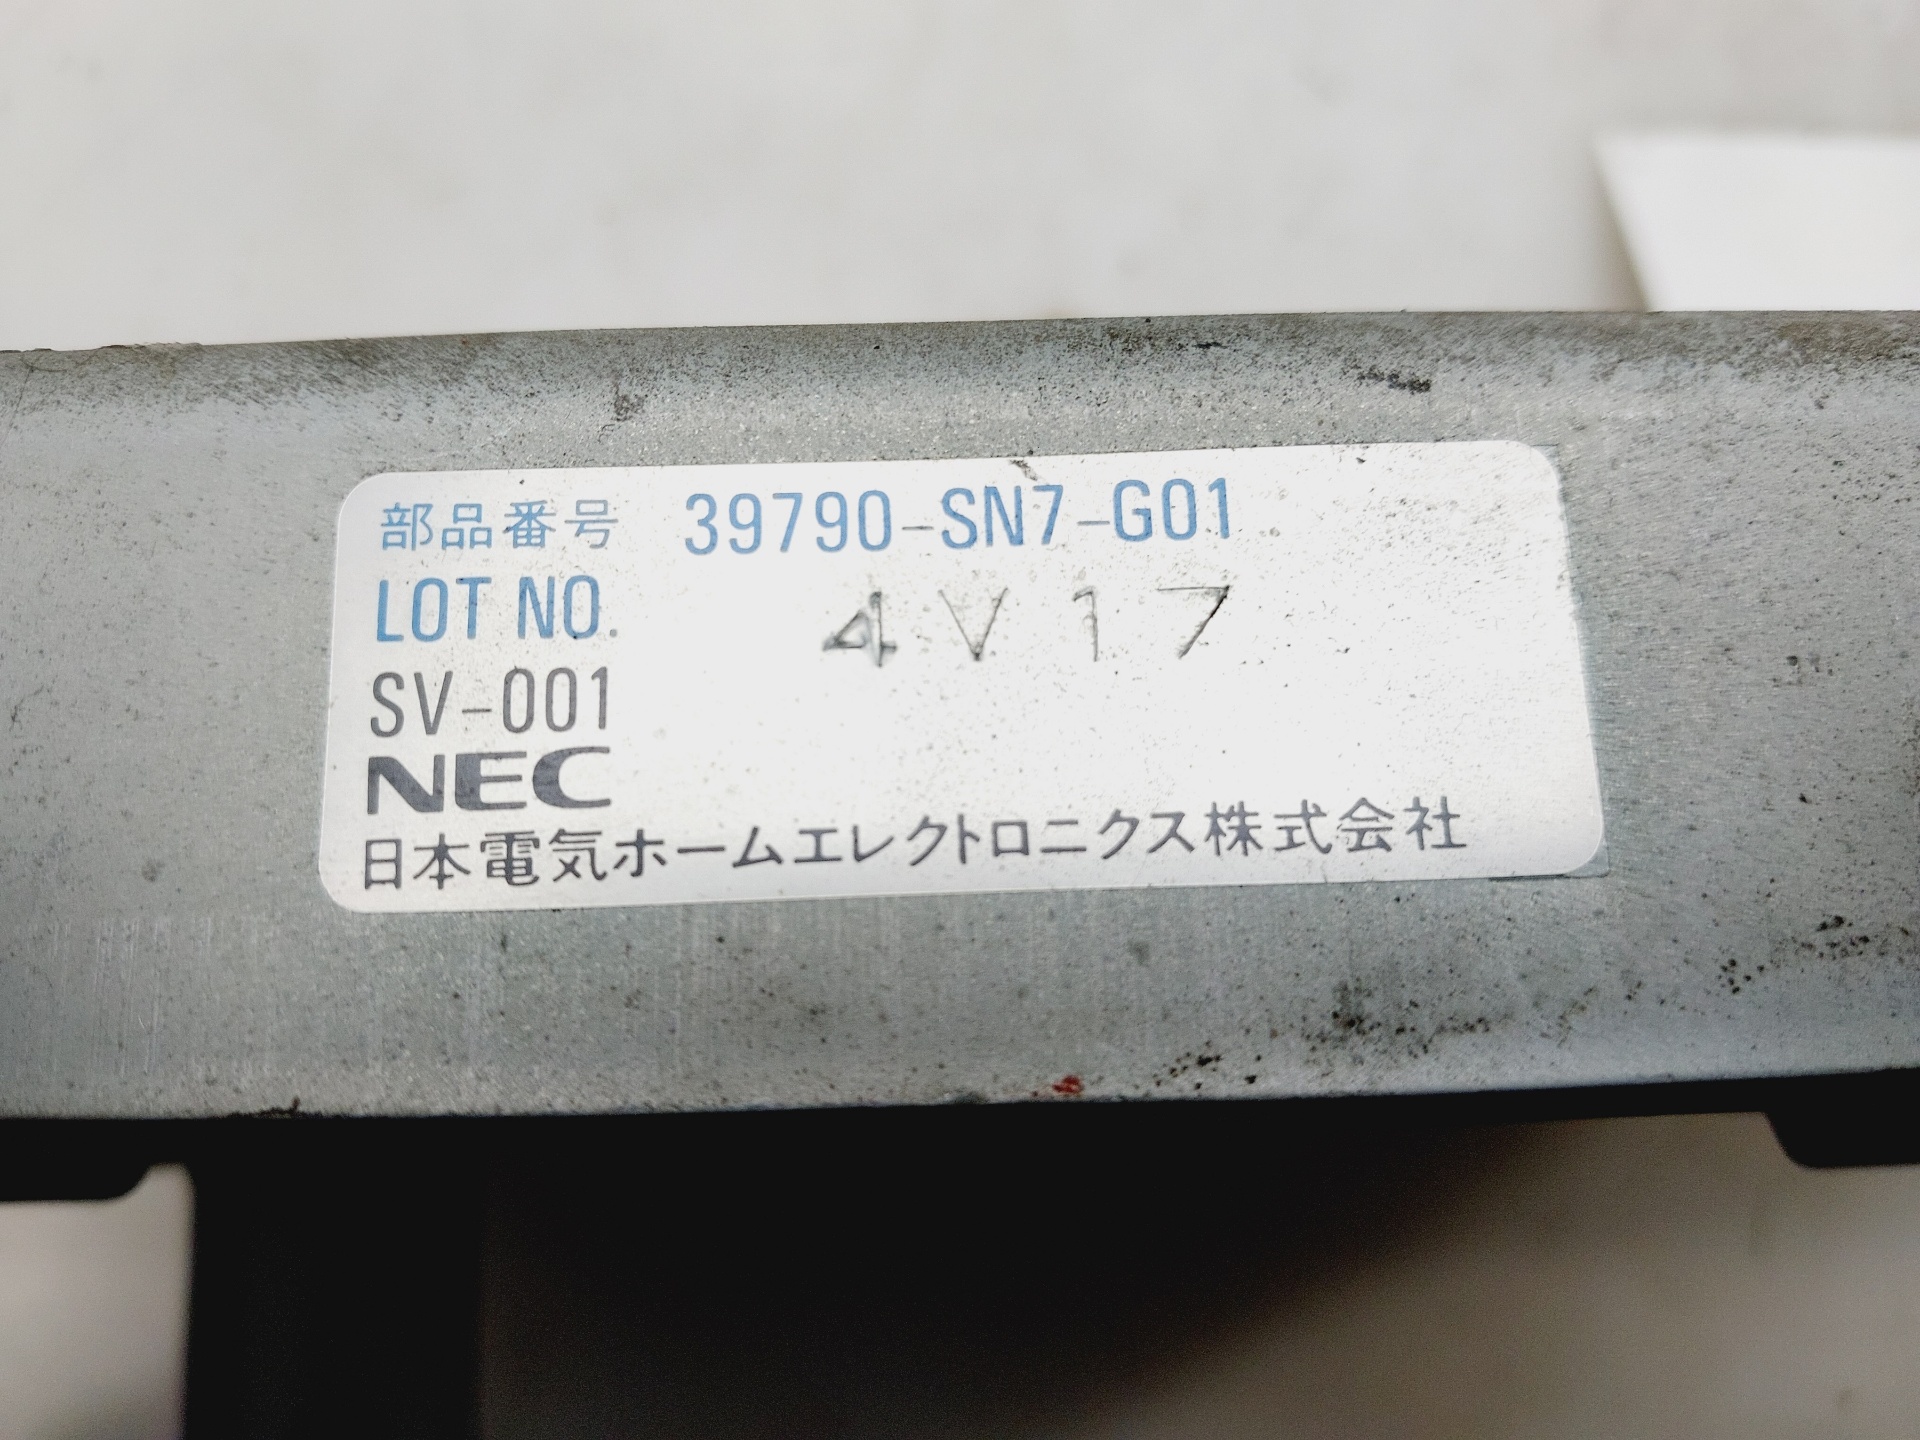 部品番号 39790-SN7-G01
LOT NO. 4V17
SV-001
NEC
日本電気ホームエレクトロニクス株式会社